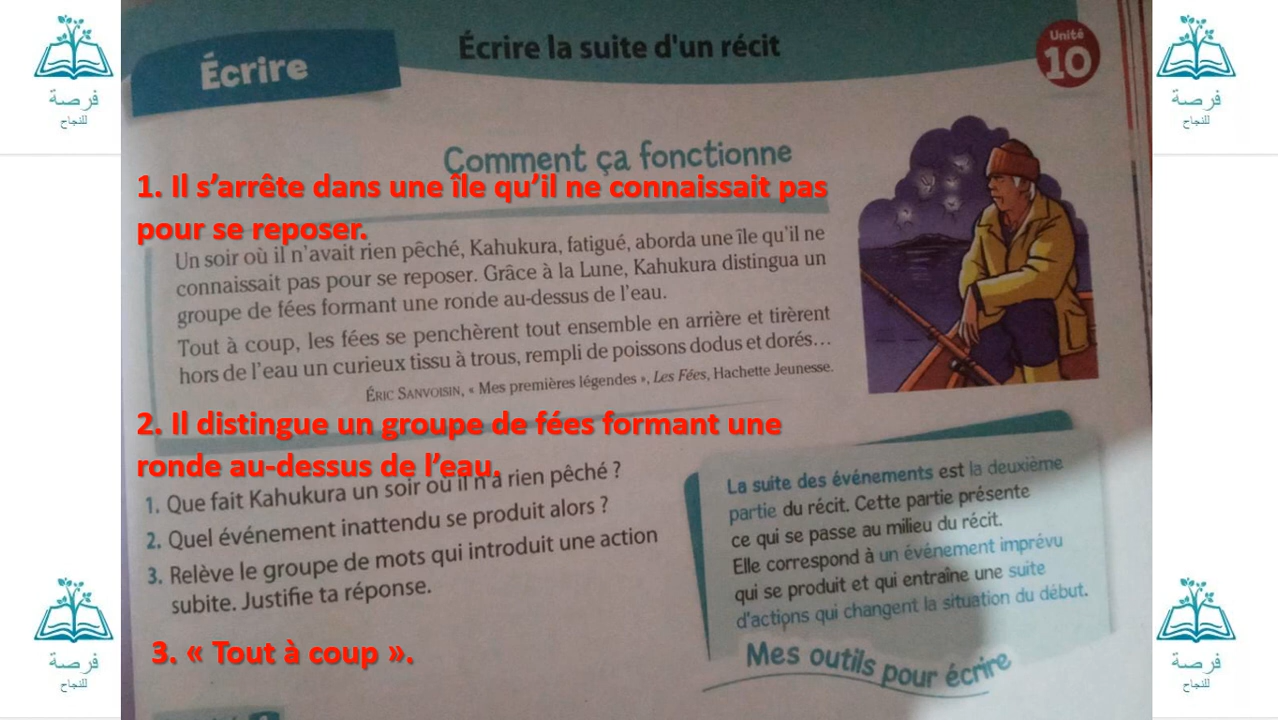 فرصة
للنجاح
فرصة
للنجاح
Écrire
Écrire la suite d'un récit
Unité
10
Comment ça fonctionne
1. Il s’arrête dans une île qu’il ne connaissait pas
pour se reposer.
Un soir où il n’avait rien pêché, Kahukura, fatigué, aborda une île qu’il ne
connaissait pas pour se reposer. Grâce à la Lune, Kahukura distingua un
groupe de fées formant une ronde au-dessus de l’eau.
Tout à coup, les fées se penchèrent tout ensemble en arrière et tirèrent
hors de l’eau un curieux tissu à trous, rempli de poissons dodus et dorés…
Éric Sanvoisin, « Mes premières légendes », Les Fées, Hachette Jeunesse.
2. Il distingue un groupe de fées formant une
ronde au-dessus de l’eau.
1. Que fait Kahukura un soir où il n'a rien pêché ?
2. Quel événement inattendu se produit alors ?
3. Relève le groupe de mots qui introduit une action
subite. Justifie ta réponse.
3. « Tout à coup ».
La suite des événements est la deuxième
partie du récit. Cette partie présente
ce qui se passe au milieu du récit.
Elle correspond à un événement imprévu
qui se produit et qui entraîne une suite
d'actions qui changent la situation du début.
Mes outils pour écrire
فرصة
للنجاح
فرصة
للنجاح